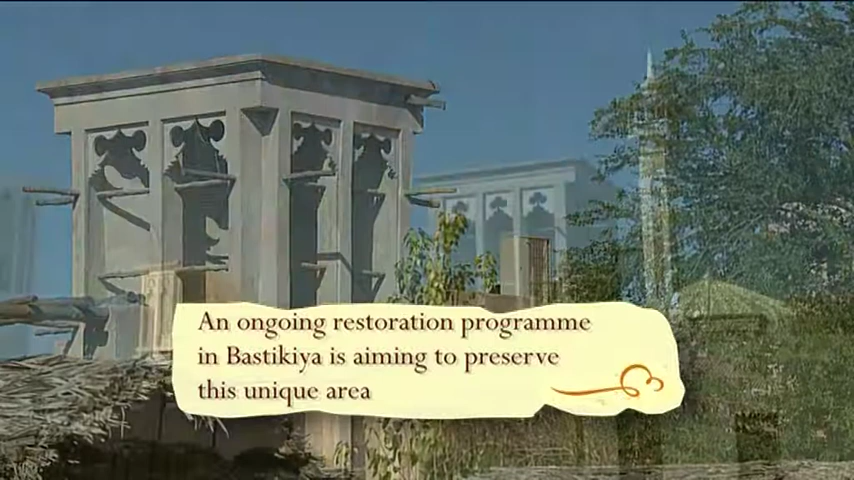 An ongoing restoration programme
in Bastikiya is aiming to preserve
this unique area